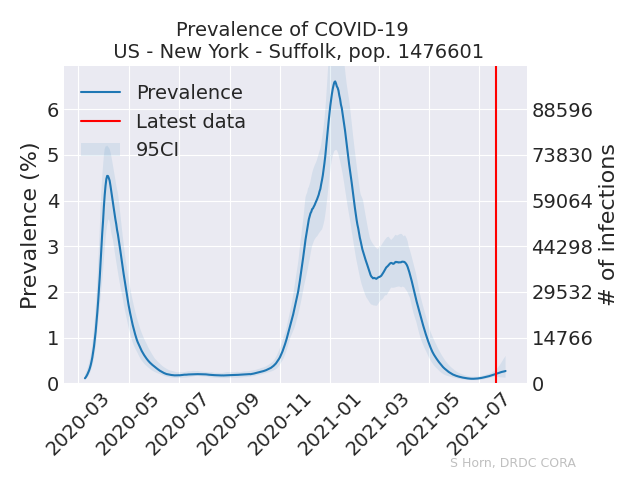 Prevalence of COVID-19
US - New York - Suffolk, pop. 1476601
Prevalence
Latest data
95CI
Prevalence (%)
6
5
4
3
2
1
0
88596
73830
59064
44298
29532
14766
0
# of infections
2020-03
2020-05
2020-07
2020-09
2020-11
2021-01
2021-03
2021-05
2021-07
S Horn, DRDC CORA